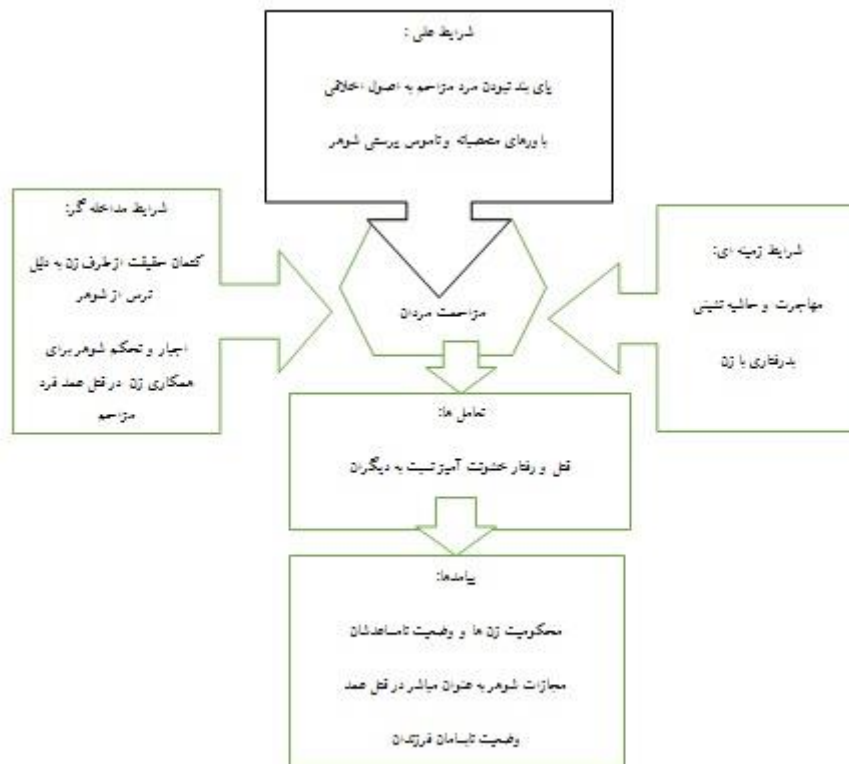 شرایط علی :
پای بند نبودن مرد مزاحم به اصول اخلاقی
باورهای متعصبانه و ناموس پرستی شوهر
شرایط زمینه ای:
مهاجرت و حاشیه نشینی
بدرفتاری با زن
شرایط مداخله گر:
کتمان حقیقت از طرف زن به دلیل
ترس از شوهر
اجبار و تحکم شوهر برای
همکاری زن در قتل عمد فرد
مزاحم
مزاحمت مردان
تعامل ها:
قتل و رفتار خشونت آمیز نسبت به دیگران
پیامدها:
محکومیت زن ها و وضعیت نامساعدشان
مجازات شوهر به عنوان مباشر در قتل عمد
وضعیت نابسامان فرزندان